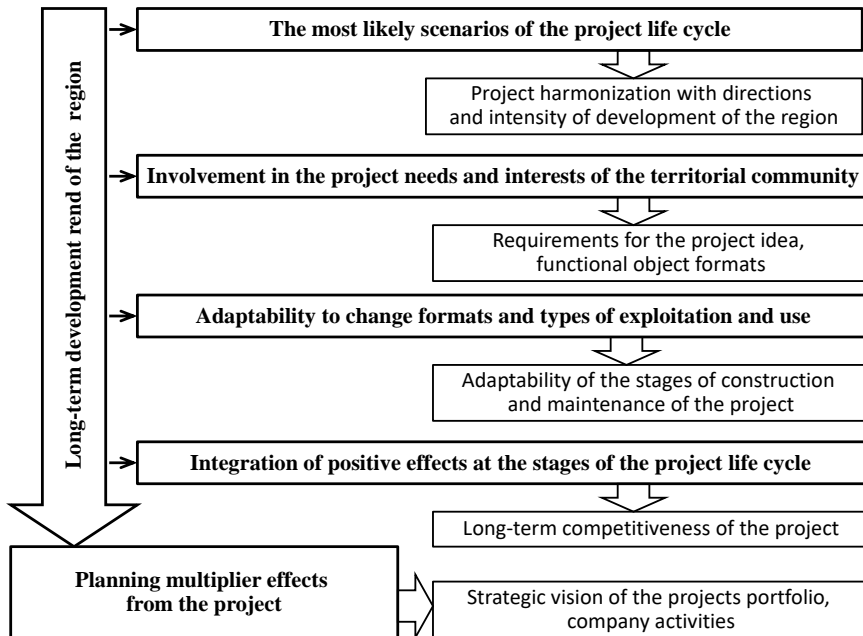 Long-term development rend of the region
The most likely scenarios of the project life cycle
Project harmonization with directions
and intensity of development of the region
Involvement in the project needs and interests of the territorial community
Requirements for the project idea,
functional object formats
Adaptability to change formats and types of exploitation and use
Adaptability of the stages of construction
and maintenance of the project
Integration of positive effects at the stages of the project life cycle
Long-term competitiveness of the project
Planning multiplier effects
from the project
Strategic vision of the projects portfolio,
company activities